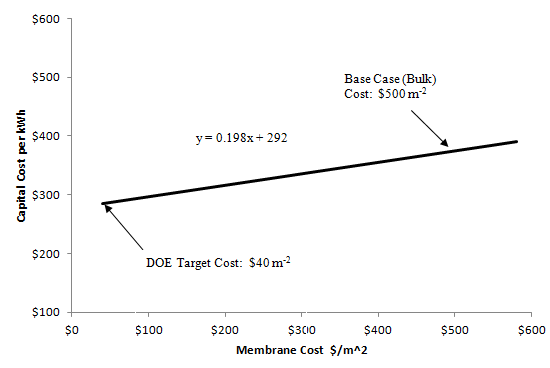 $600
$500
$400
$300
$200
$100
Capital Cost per kWh
Base Case (Bulk)
Cost: $500 m-2
y = 0.198x + 292
DOE Target Cost: $40 m-2
$0 $100 $200 $300 $400 $500 $600
Membrane Cost $/m^2